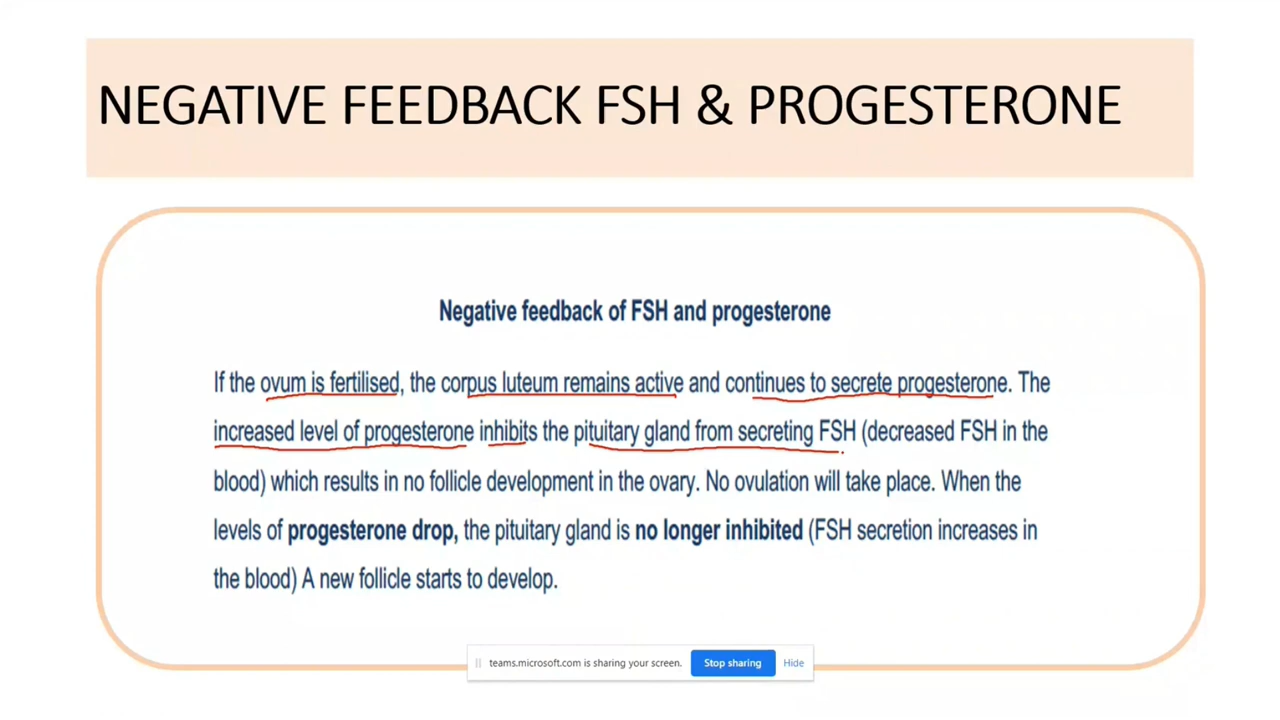 NEGATIVE FEEDBACK FSH & PROGESTERONE
Negative feedback of FSH and progesterone
If the ovum is fertilised, the corpus luteum remains active and continues to secrete progesterone. The
increased level of progesterone inhibits the pituitary gland from secreting FSH (decreased FSH in the
blood) which results in no follicle development in the ovary. No ovulation will take place. When the
levels of progesterone drop, the pituitary gland is no longer inhibited (FSH secretion increases in
the blood) A new follicle starts to develop.
teams.microsoft.com is sharing your screen. Stop sharing Hide